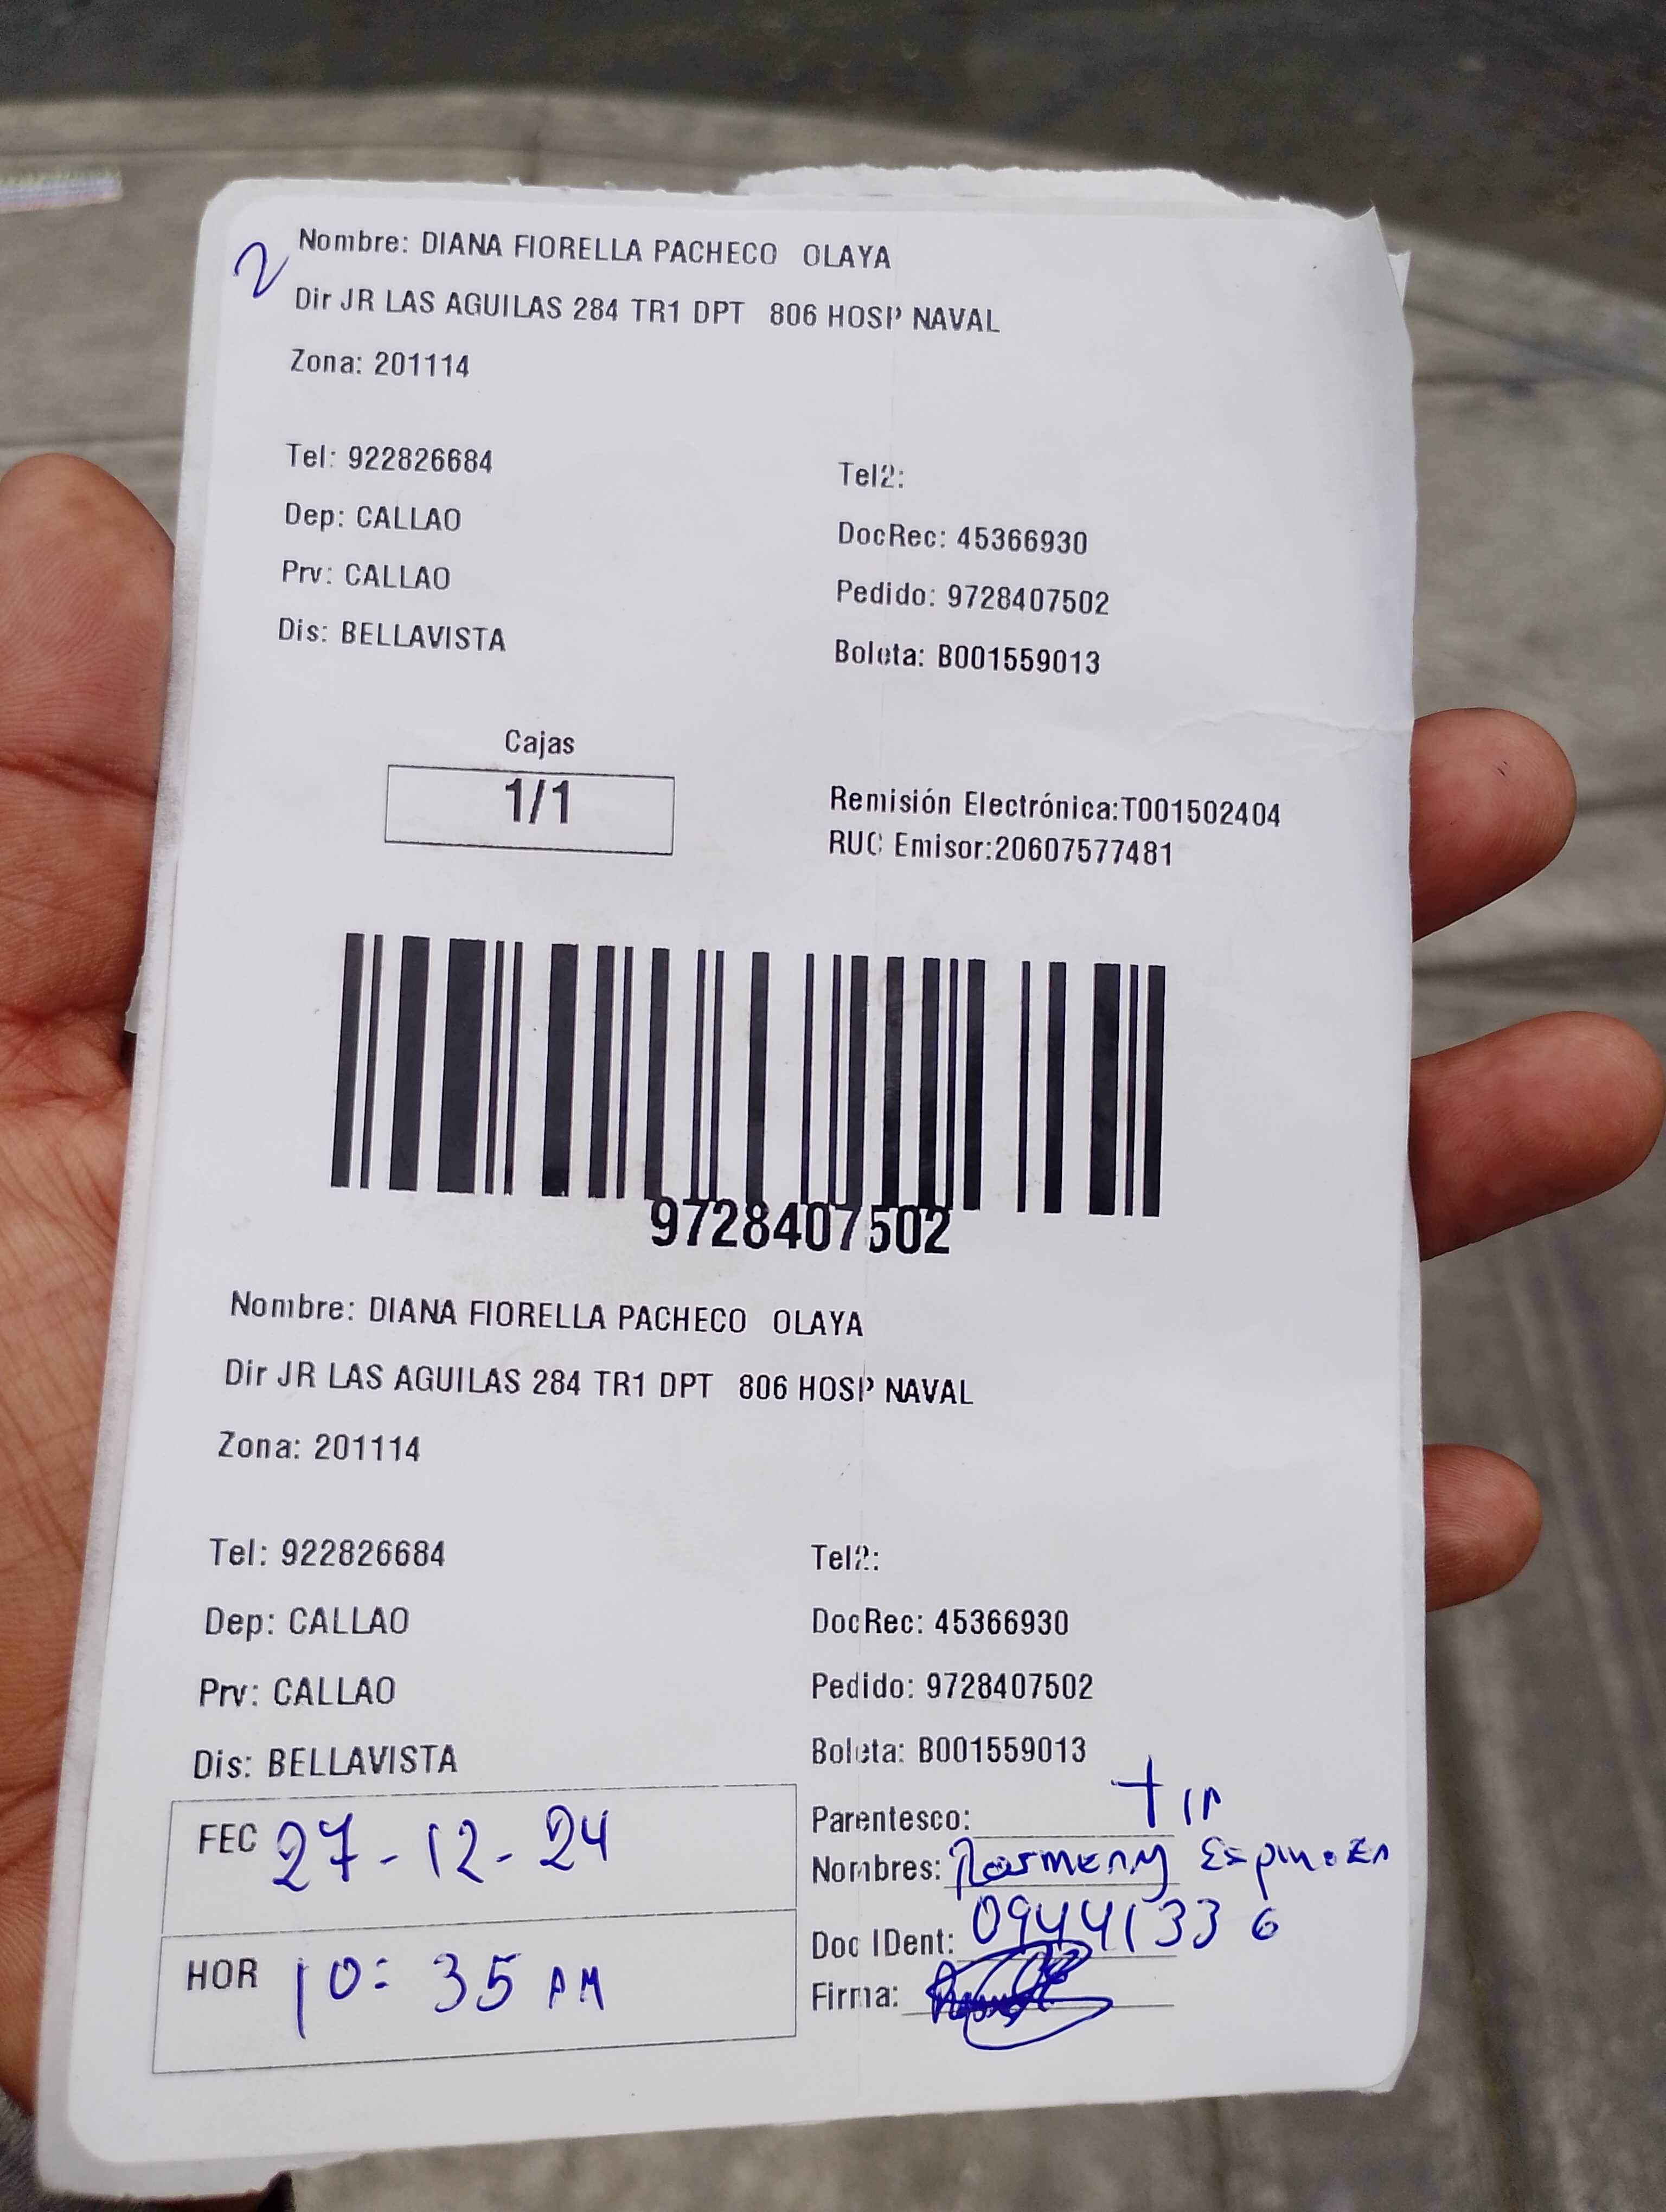 2
Nombre: DIANA FIORELLA PACHECO OLAYA
Dir JR LAS AGUILAS 284 TR1 DPT 806 HOSP NAVAL
Zona: 201114
Tel: 922826684
Tel2:
Dep: CALLAO
DocRec: 45366930
Prv: CALLAO
Pedido: 9728407502
Dis: BELLAVISTA
Boleta: B001559013
Cajas
1/1
Remisión Electrónica:T001502404
RUC Emisor:20607577481
9728407502
Nombre: DIANA FIORELLA PACHECO OLAYA
Dir JR LAS AGUILAS 284 TR1 DPT 806 HOSP NAVAL
Zona: 201114
Tel: 922826684
Tel2:
Dep: CALLAO
DocRec: 45366930
Prv: CALLAO
Pedido: 9728407502
Dis: BELLAVISTA
Boleta: B001559013
FEC 27-12-24
HOR 10:35 AM
Parentesco: tia
Nombres: Rosmery Espinoza
Doc IDent: 09441336
Firma: